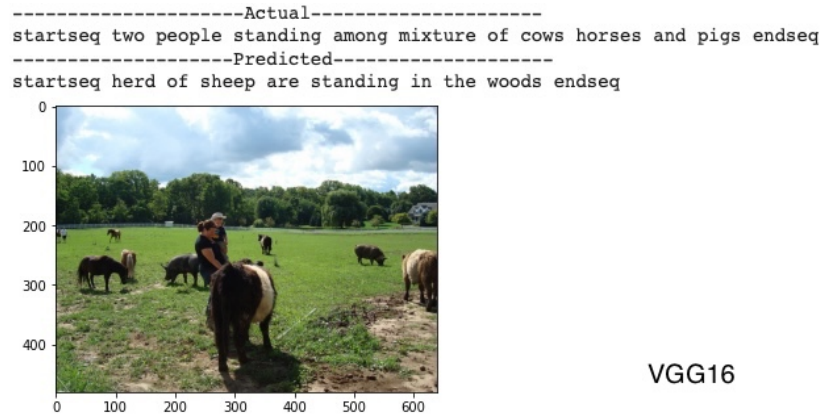 ---------------------Actual---------------------
startseq two people standing among mixture of cows horses and pigs endseq
--------------------Predicted--------------------
startseq herd of sheep are standing in the woods endseq
0
100
200
300
400
0 100 200 300 400 500 600
VGG16